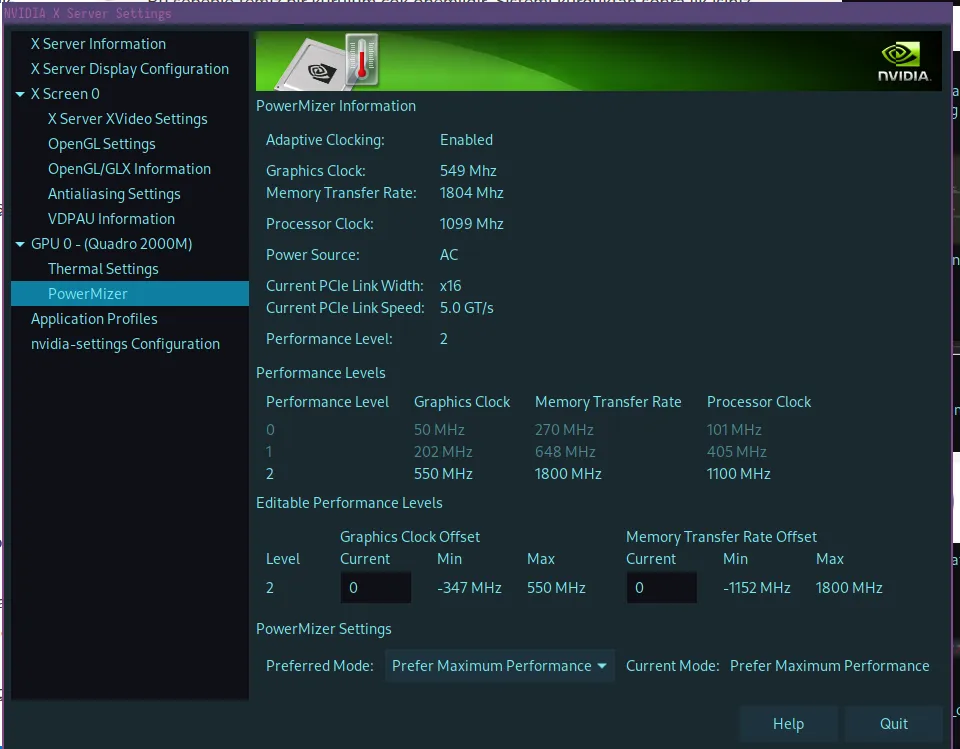 NVIDIA X Server Settings
X Server Information
X Server Display Configuration
X Screen 0
X Server XVideo Settings
OpenGL Settings
OpenGL/GLX Information
Antialiasing Settings
VDPAU Information
GPU 0 - (Quadro 2000M)
Thermal Settings
PowerMizer
Application Profiles
nvidia-settings Configuration
NVIDIA.
PowerMizer Information
Adaptive Clocking: Enabled
Graphics Clock: 549 Mhz
Memory Transfer Rate: 1804 Mhz
Processor Clock: 1099 Mhz
Power Source: AC
Current PCIe Link Width: x16
Current PCIe Link Speed: 5.0 GT/s
Performance Level: 2
Performance Levels
Performance Level Graphics Clock Memory Transfer Rate Processor Clock
0 50 MHz 270 MHz 101 MHz
1 202 MHz 648 MHz 405 MHz
2 550 MHz 1800 MHz 1100 MHz
Editable Performance Levels
Graphics Clock Offset Memory Transfer Rate Offset
Level Current Min Max Current Min Max
2 0 -347 MHz 550 MHz 0 -1152 MHz 1800 MHz
PowerMizer Settings
Preferred Mode: Prefer Maximum Performance Current Mode: Prefer Maximum Performance
Help Quit